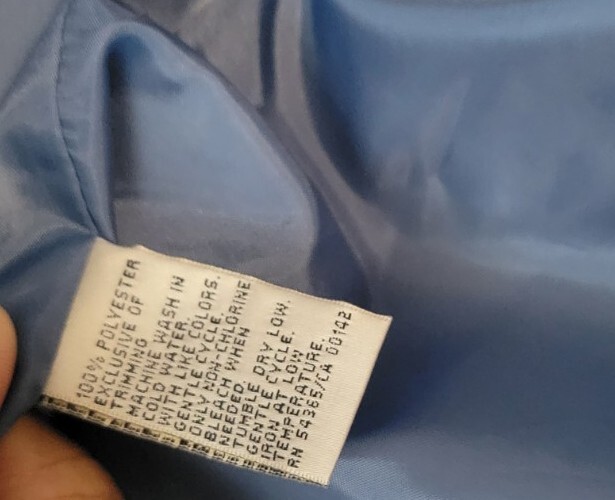 100% POLYESTER
EXCLUSIVE OF
TRIMMING
MACHINE WASH IN
COLD WATER,
WITH LIKE COLORS.
GENTLE CYCLE.
ONLY NON-CHLORINE
BLEACH WHEN
NEEDED.
TUMBLE DRY LOW,
GENTLE CYCLE.
IRON AT LOW
TEMPERATURE.
RN 54365/CA 00142